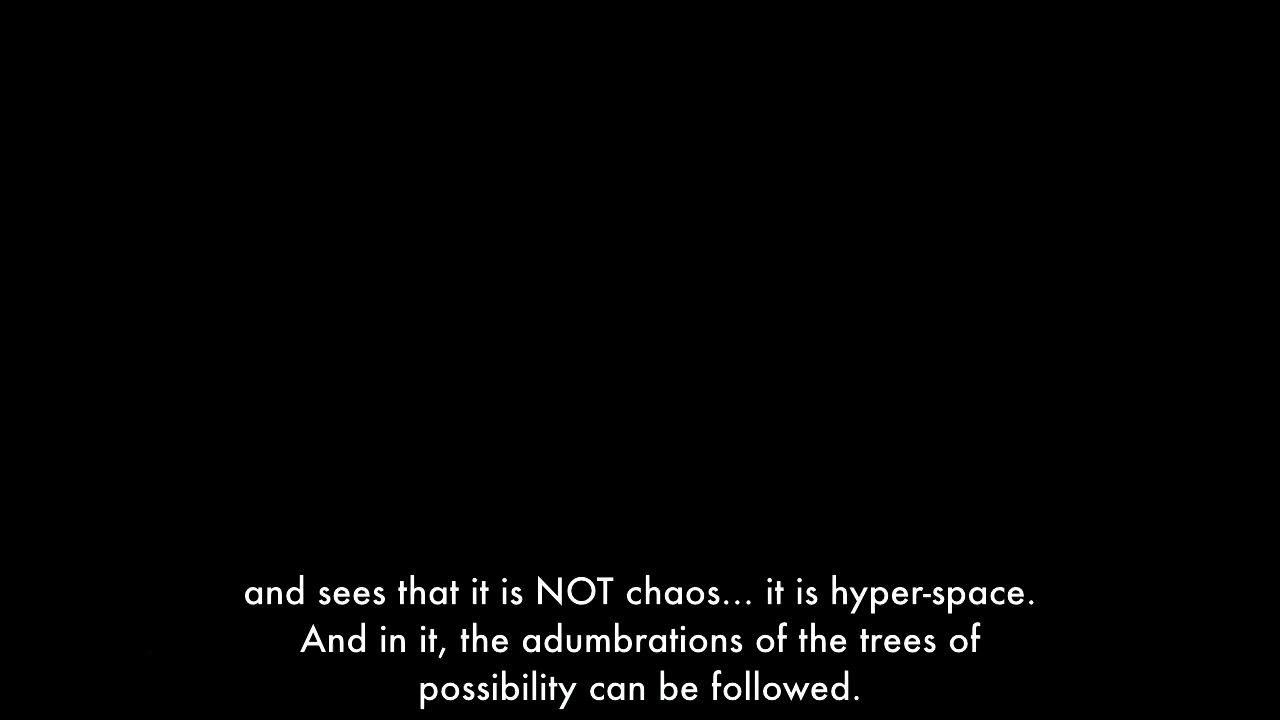 and sees that it is NOT chaos... it is hyper-space.
And in it, the adumbrations of the trees of
possibility can be followed.